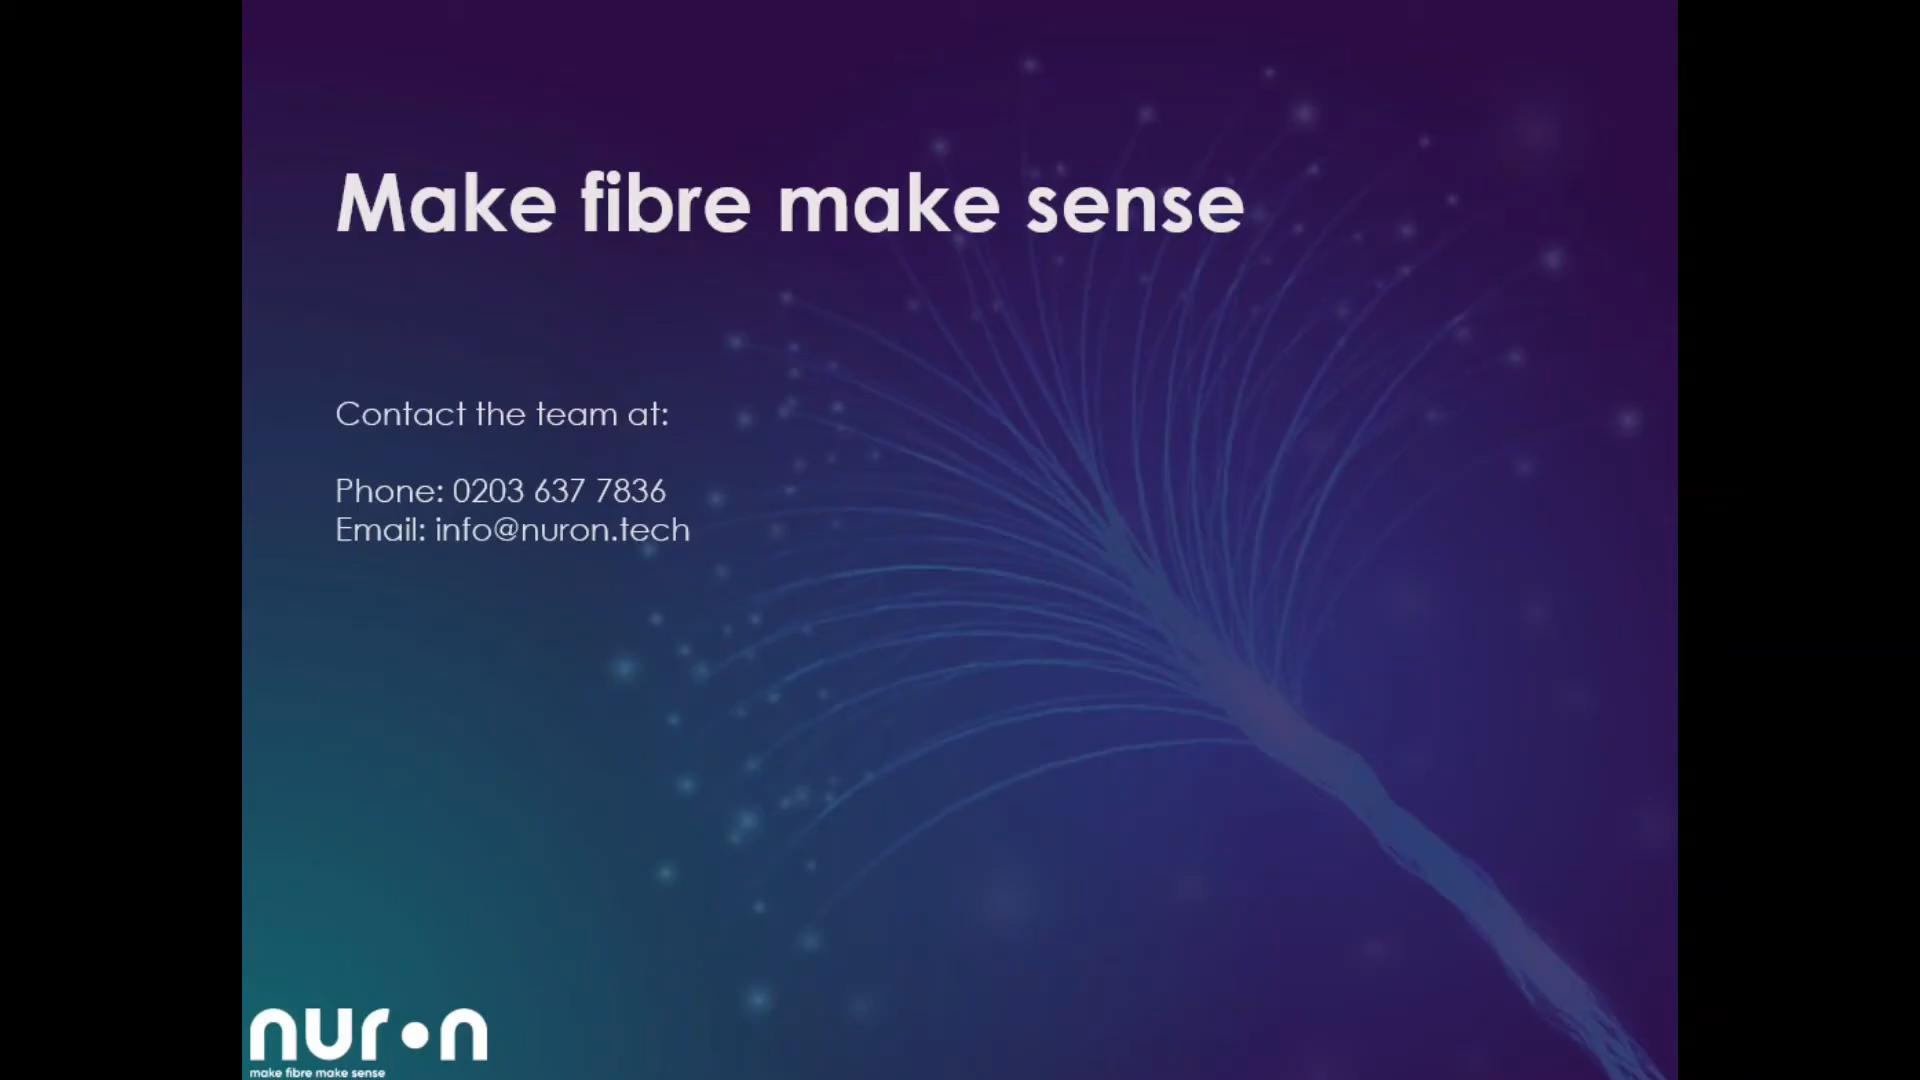 Make fibre make sense
Contact the team at:
Phone: 0203 637 7836
Email: info@nuron.tech
nuron
make fibre make sense